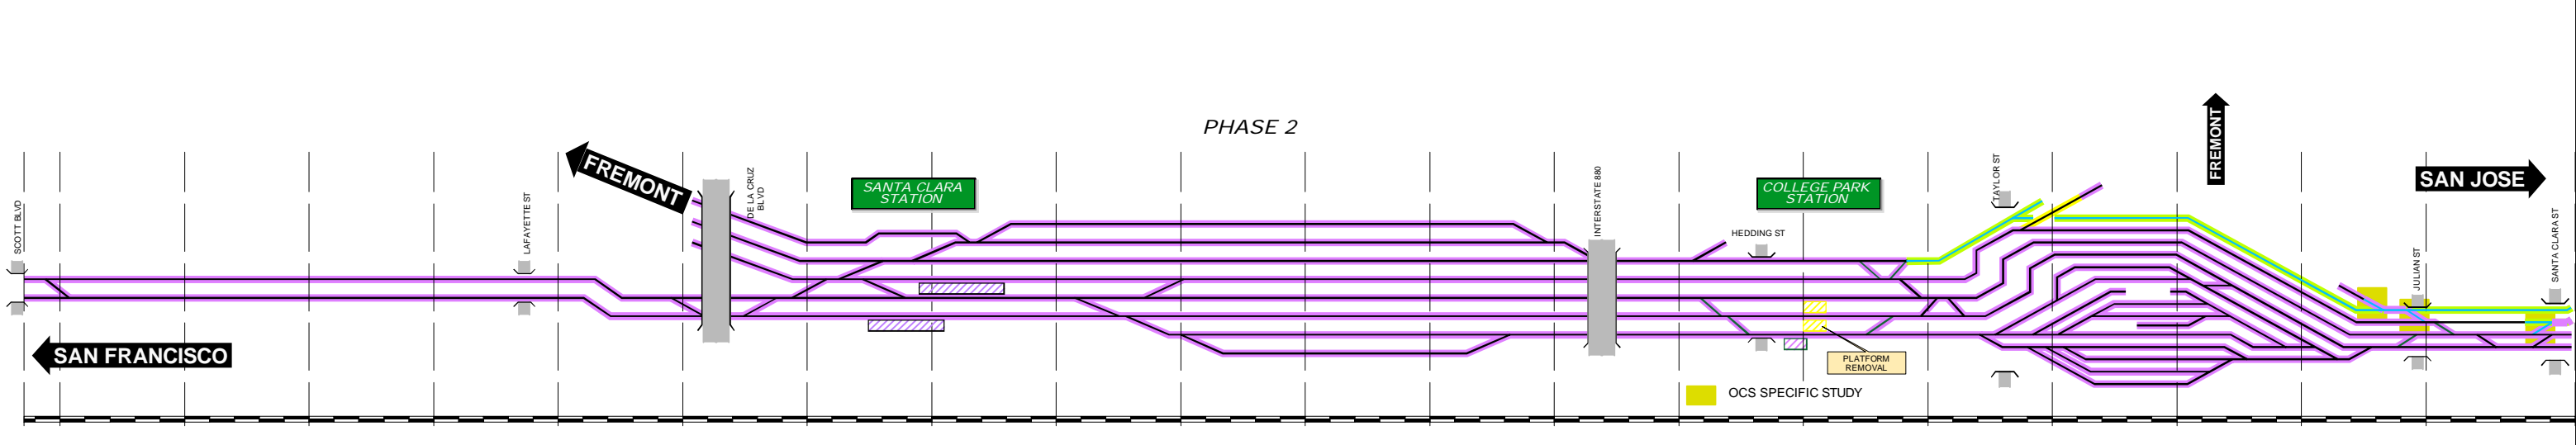 PHASE 2
SCOTT BLVD
LAFAYETTE ST
FREMONT
DE LA CRUZ
BLVD
SANTA CLARA
STATION
INTERSTATE 880
HEDDING ST
COLLEGE PARK
STATION
TAYLOR ST
FREMONT
SAN JOSE
JULIAN ST
SANTA CLARA ST
SAN FRANCISCO
PLATFORM
REMOVAL
OCS SPECIFIC STUDY